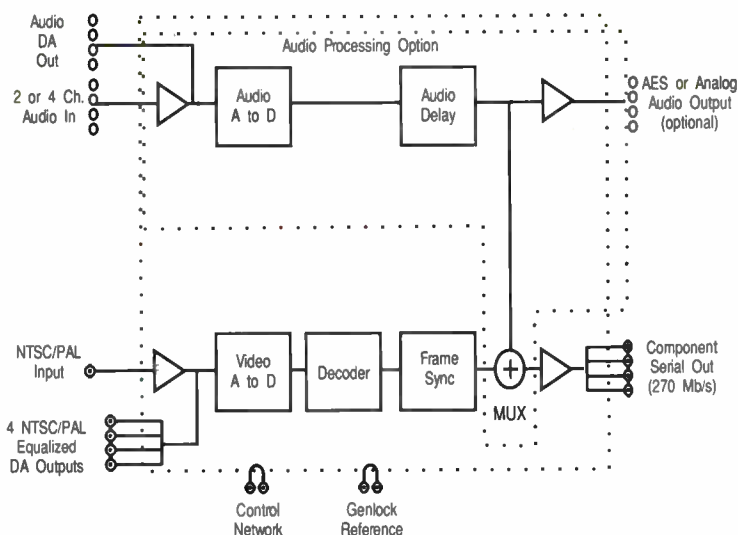 Audio
DA
Out
Audio Processing Option
2 or 4 Ch.
Audio In
Audio
A to D
Audio
Delay
AES or Analog
Audio Output
(optional)
NTSC/PAL
Input
Video
A to D
Decoder
Frame
Sync
MUX
Component
Serial Out
(270 Mb/s)
4 NTSC/PAL
Equalized
DA Outputs
Control
Network
Genlock
Reference